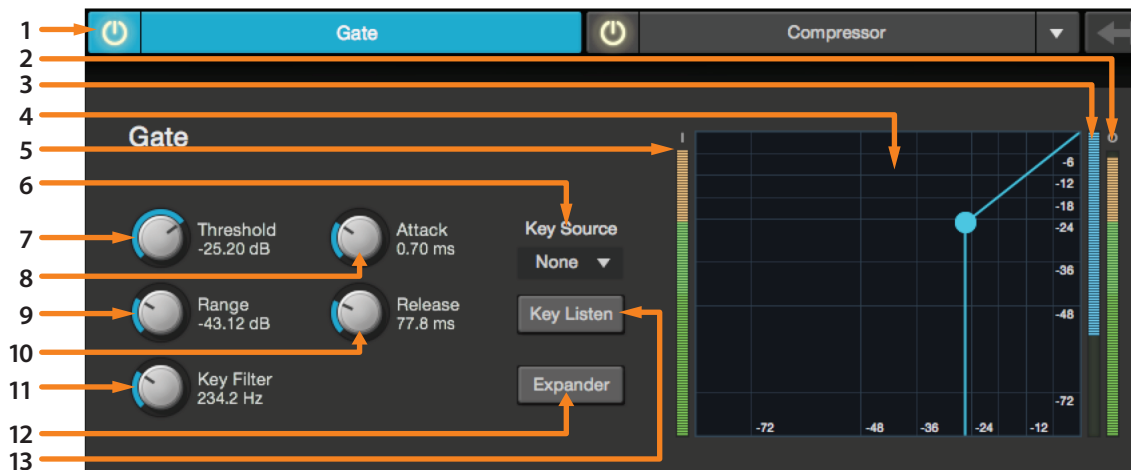 1
Gate
Compressor
2
3
4
Gate
I
O
5
6
7
Threshold
-25.20 dB
Attack
0.70 ms
Key Source
None
8
9
Range
-43.12 dB
Release
77.8 ms
Key Listen
10
11
Key Filter
234.2 Hz
Expander
12
13
-6
-12
-18
-24
-36
-48
-72
-72
-48
-36
-24
-12